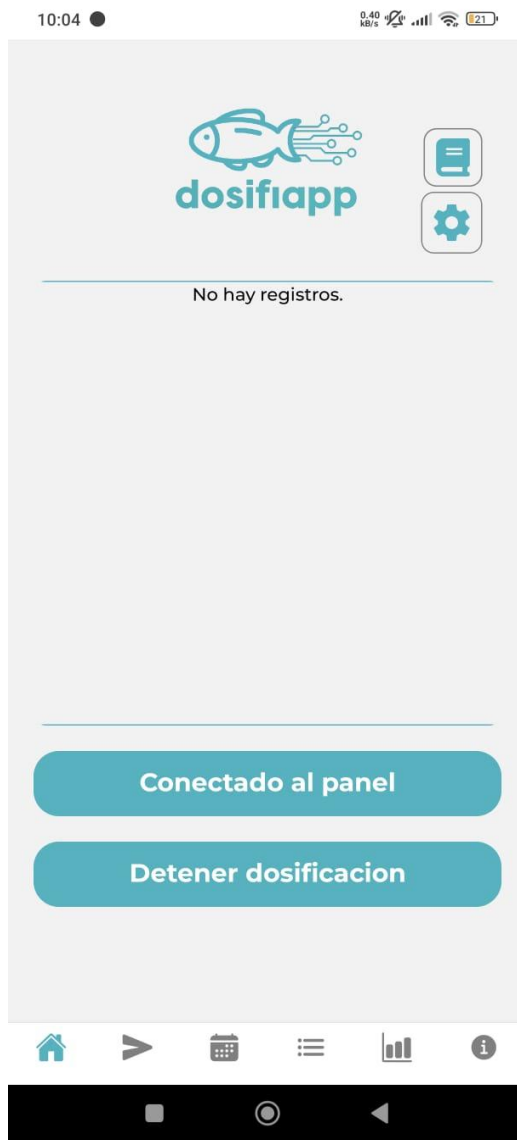 10:04
0.40
KB/s
21
dosifiapp
No hay registros.
Conectado al panel
Detener dosificacion